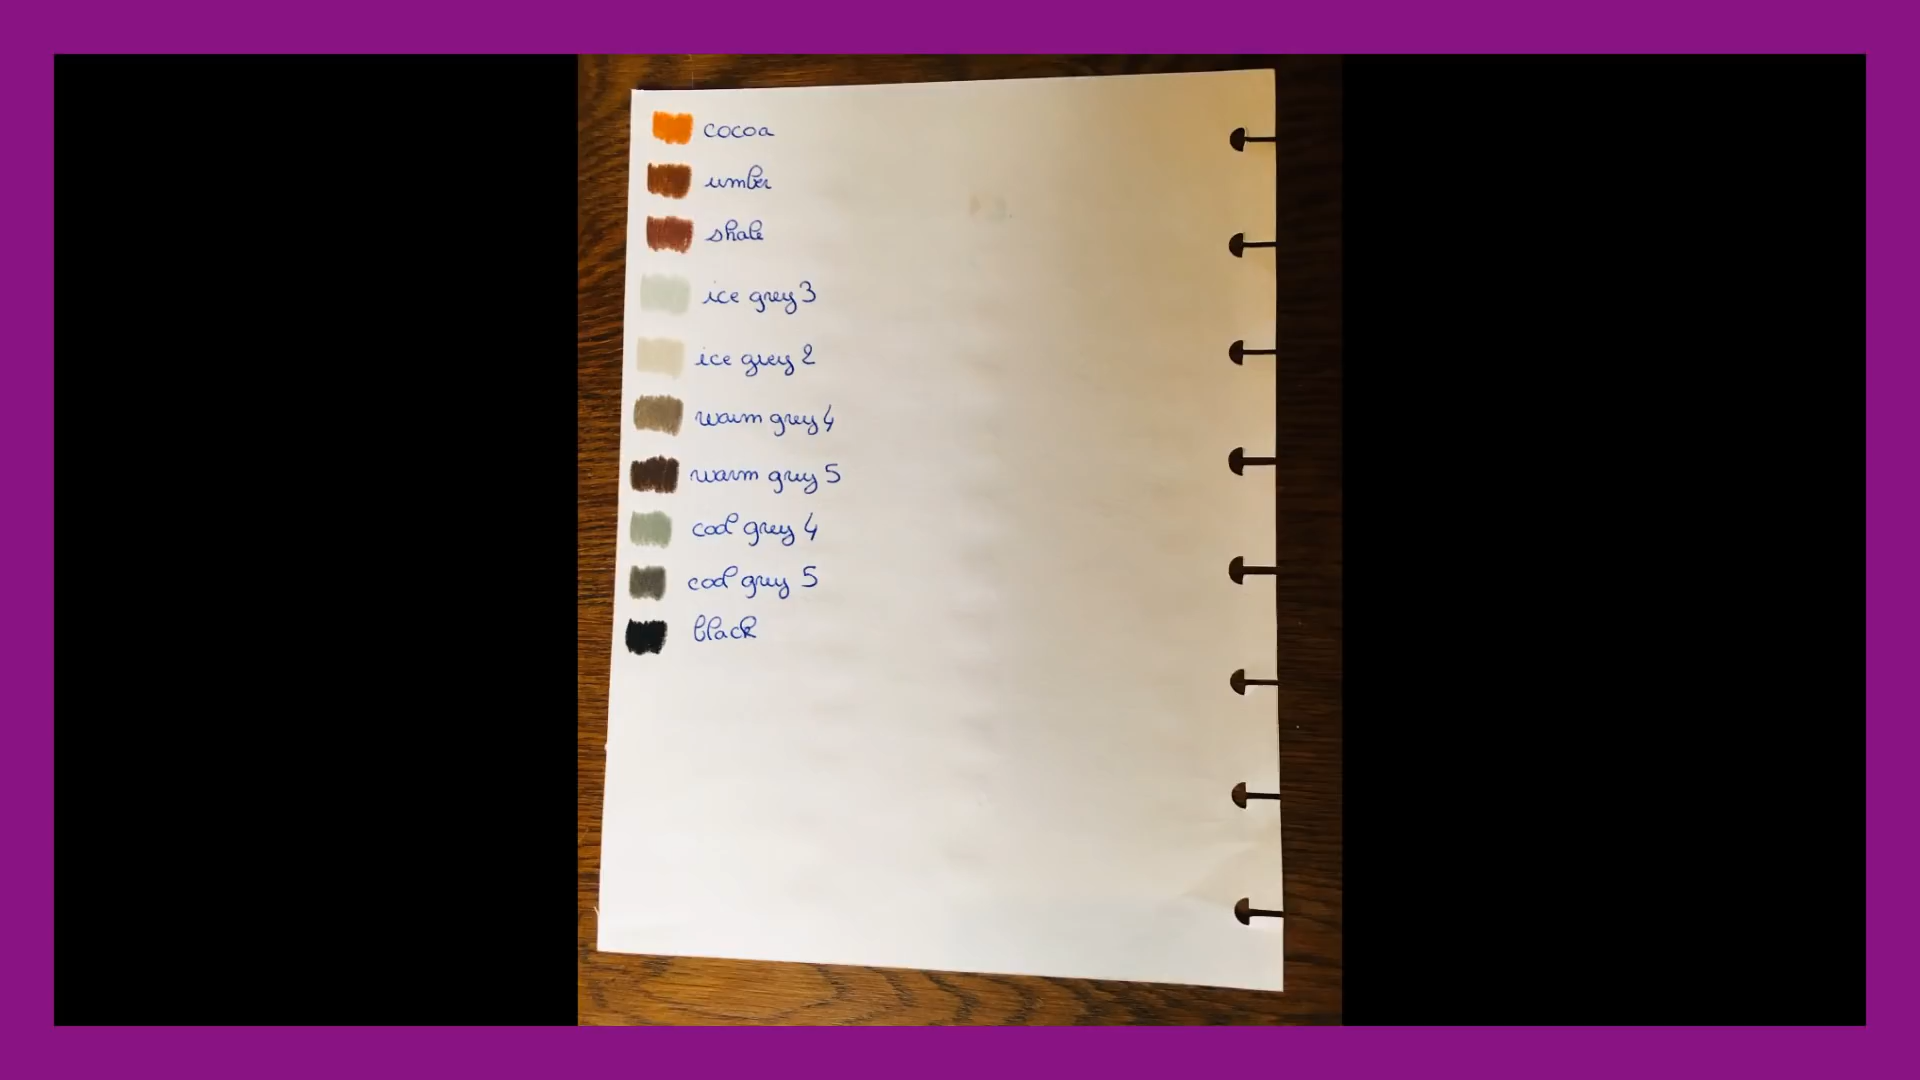 cocoa
umber
shale
ice grey 3
ice grey 2
warm grey 4
warm grey 5
cool grey 4
cool grey 5
black